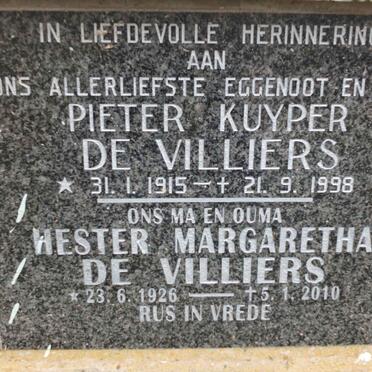 IN LIEFDEVOLLE HERINNERING
AAN
ONS ALLERLIEFSTE EGGENOOT EN
PIETER KUYPER
DE VILLIERS
★ 31.1.1915 — † 21.9.1998
ONS MA EN OUMA
HESTER MARGARETHA
DE VILLIERS
★ 23.6.1926 — † 5.1.2010
RUS IN VREDE